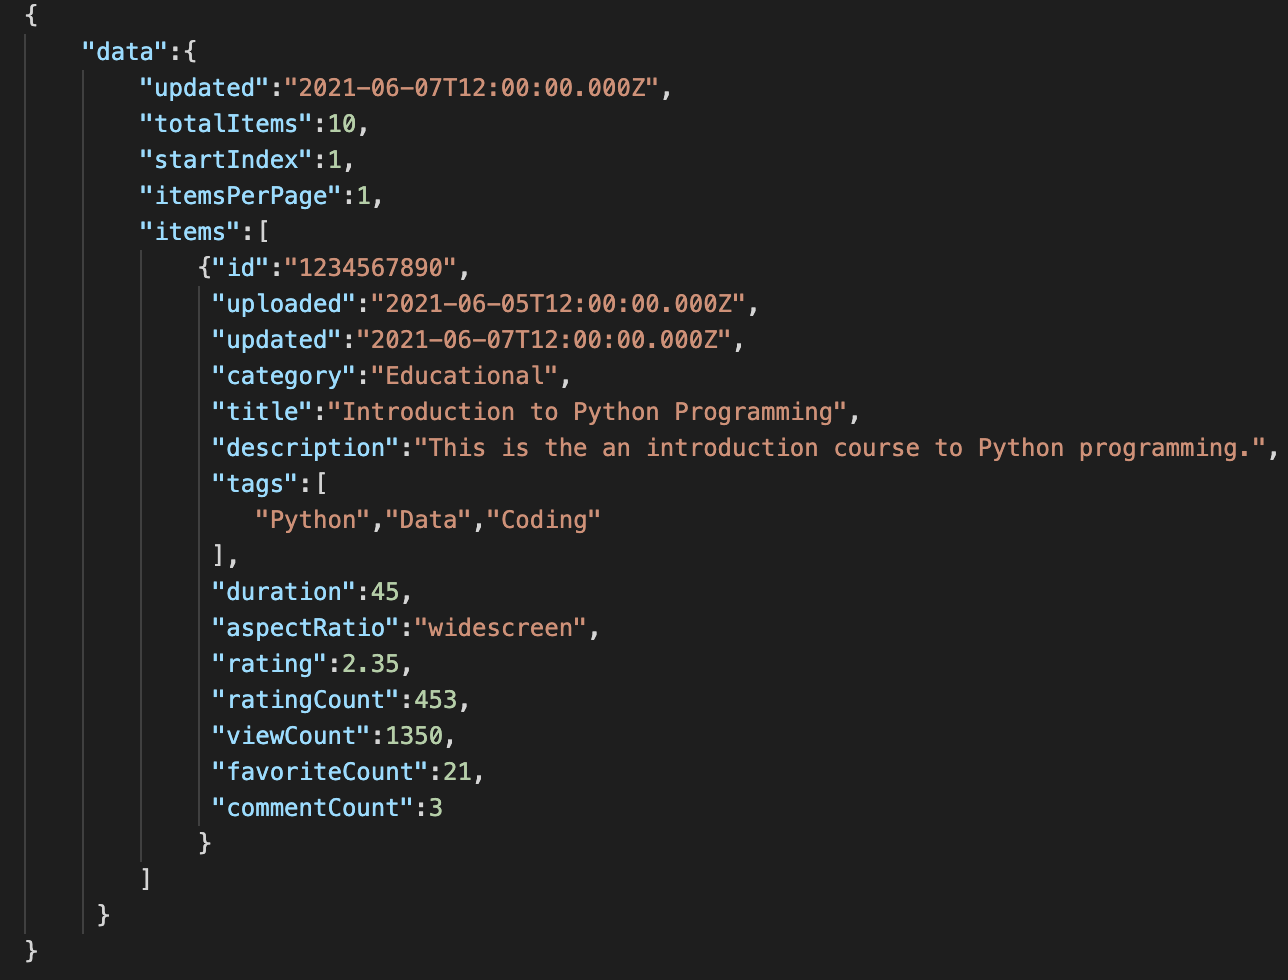 {
"data":{
"updated":"2021-06-07T12:00:00.000Z",
"totalItems":10,
"startIndex":1,
"itemsPerPage":1,
"items":[
{"id":"1234567890",
"uploaded":"2021-06-05T12:00:00.000Z",
"updated":"2021-06-07T12:00:00.000Z",
"category":"Educational",
"title":"Introduction to Python Programming",
"description":"This is the an introduction course to Python programming.",
"tags":[
"Python","Data","Coding"
],
"duration":45,
"aspectRatio":"widescreen",
"rating":2.35,
"ratingCount":453,
"viewCount":1350,
"favoriteCount":21,
"commentCount":3
}
]
}
}